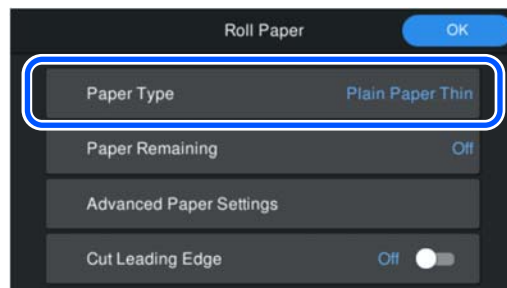 Roll Paper OK
Paper Type Plain Paper Thin
Paper Remaining Off
Advanced Paper Settings
Cut Leading Edge Off